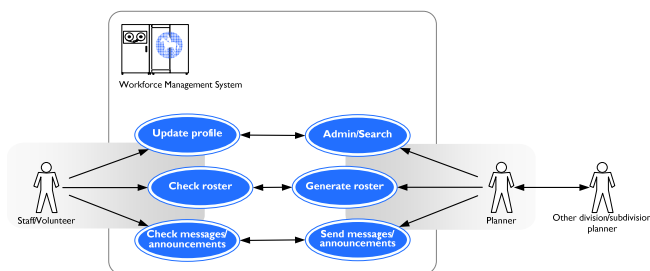 Workforce Management System
Update profile
Admin/Search
Check roster
Generate roster
Staff/Volunteer
Planner
Other division/subdivision
planner
Check messages/
announcements
Send messages/
announcements